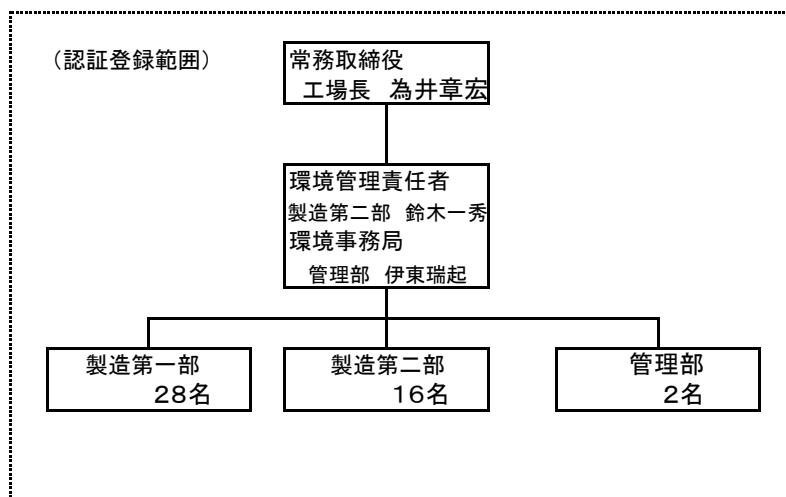 （認証登録範囲）
常務取締役
工場長　為井章宏
環境管理責任者
製造第二部　鈴木一秀
環境事務局
管理部　伊東瑞起
製造第一部
２８名
製造第二部
１６名
管理部
２名